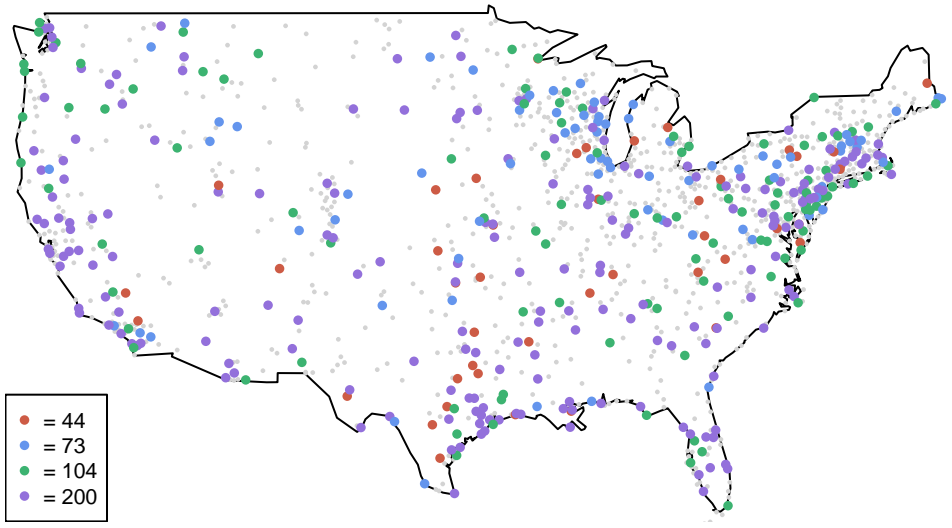 = 44
= 73
= 104
= 200